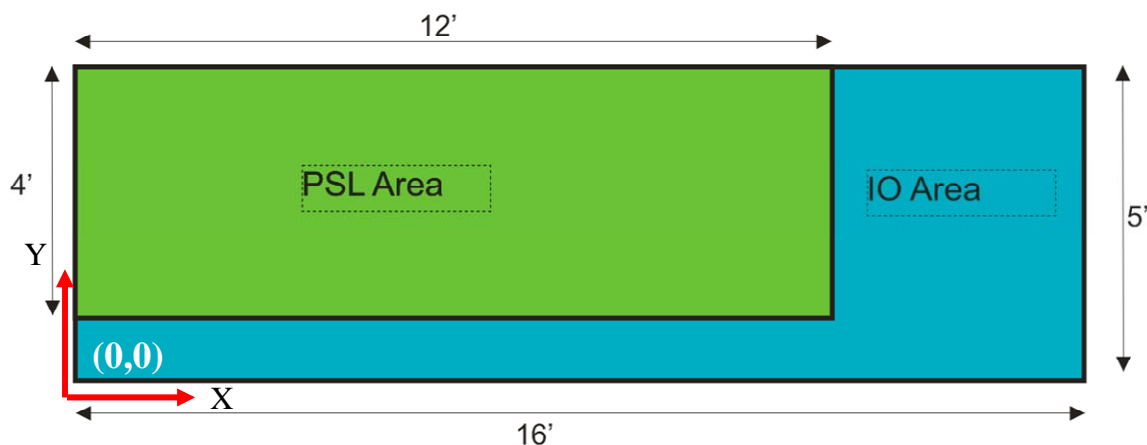 12’
PSL Area
IO Area
4’
5’
Y
(0,0)
X
16’